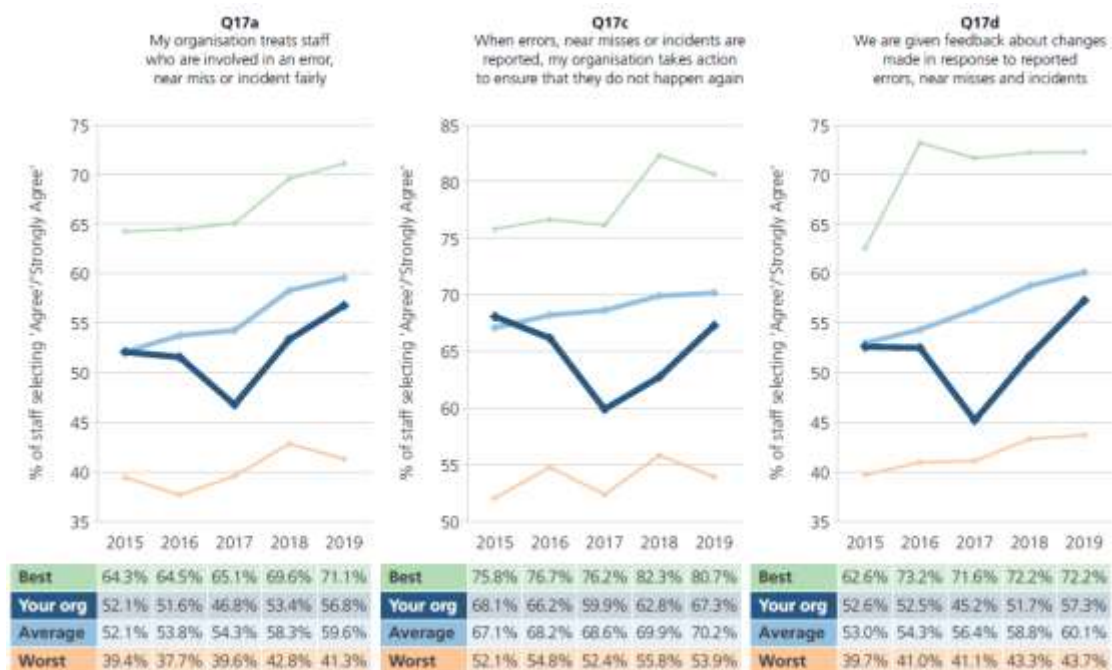 Q17a
My organisation treats staff
who are involved in an error,
near miss or incident fairly
% of staff selecting 'Agree'/'Strongly Agree'
75
70
65
60
55
50
45
40
35
2015 2016 2017 2018 2019
Best 64.3% 64.5% 65.1% 69.6% 71.1%
Your org 52.1% 51.6% 46.8% 53.4% 56.8%
Average 52.1% 53.8% 54.3% 58.3% 59.6%
Worst 39.4% 37.7% 39.6% 42.8% 41.3%
Q17c
When errors, near misses or incidents are
reported, my organisation takes action
to ensure that they do not happen again
% of staff selecting 'Agree'/'Strongly Agree'
85
80
75
70
65
60
55
50
2015 2016 2017 2018 2019
Best 75.8% 76.7% 76.2% 82.3% 80.7%
Your org 68.1% 66.2% 59.9% 62.8% 67.3%
Average 67.1% 68.2% 68.6% 69.9% 70.2%
Worst 52.1% 54.8% 52.4% 55.8% 53.9%
Q17d
We are given feedback about changes
made in response to reported
errors, near misses and incidents
% of staff selecting 'Agree'/'Strongly Agree'
75
70
65
60
55
50
45
40
35
2015 2016 2017 2018 2019
Best 62.6% 73.2% 71.6% 72.2% 72.2%
Your org 52.6% 52.5% 45.2% 51.7% 57.3%
Average 53.0% 54.3% 56.4% 58.8% 60.1%
Worst 39.7% 41.0% 41.1% 43.3% 43.7%